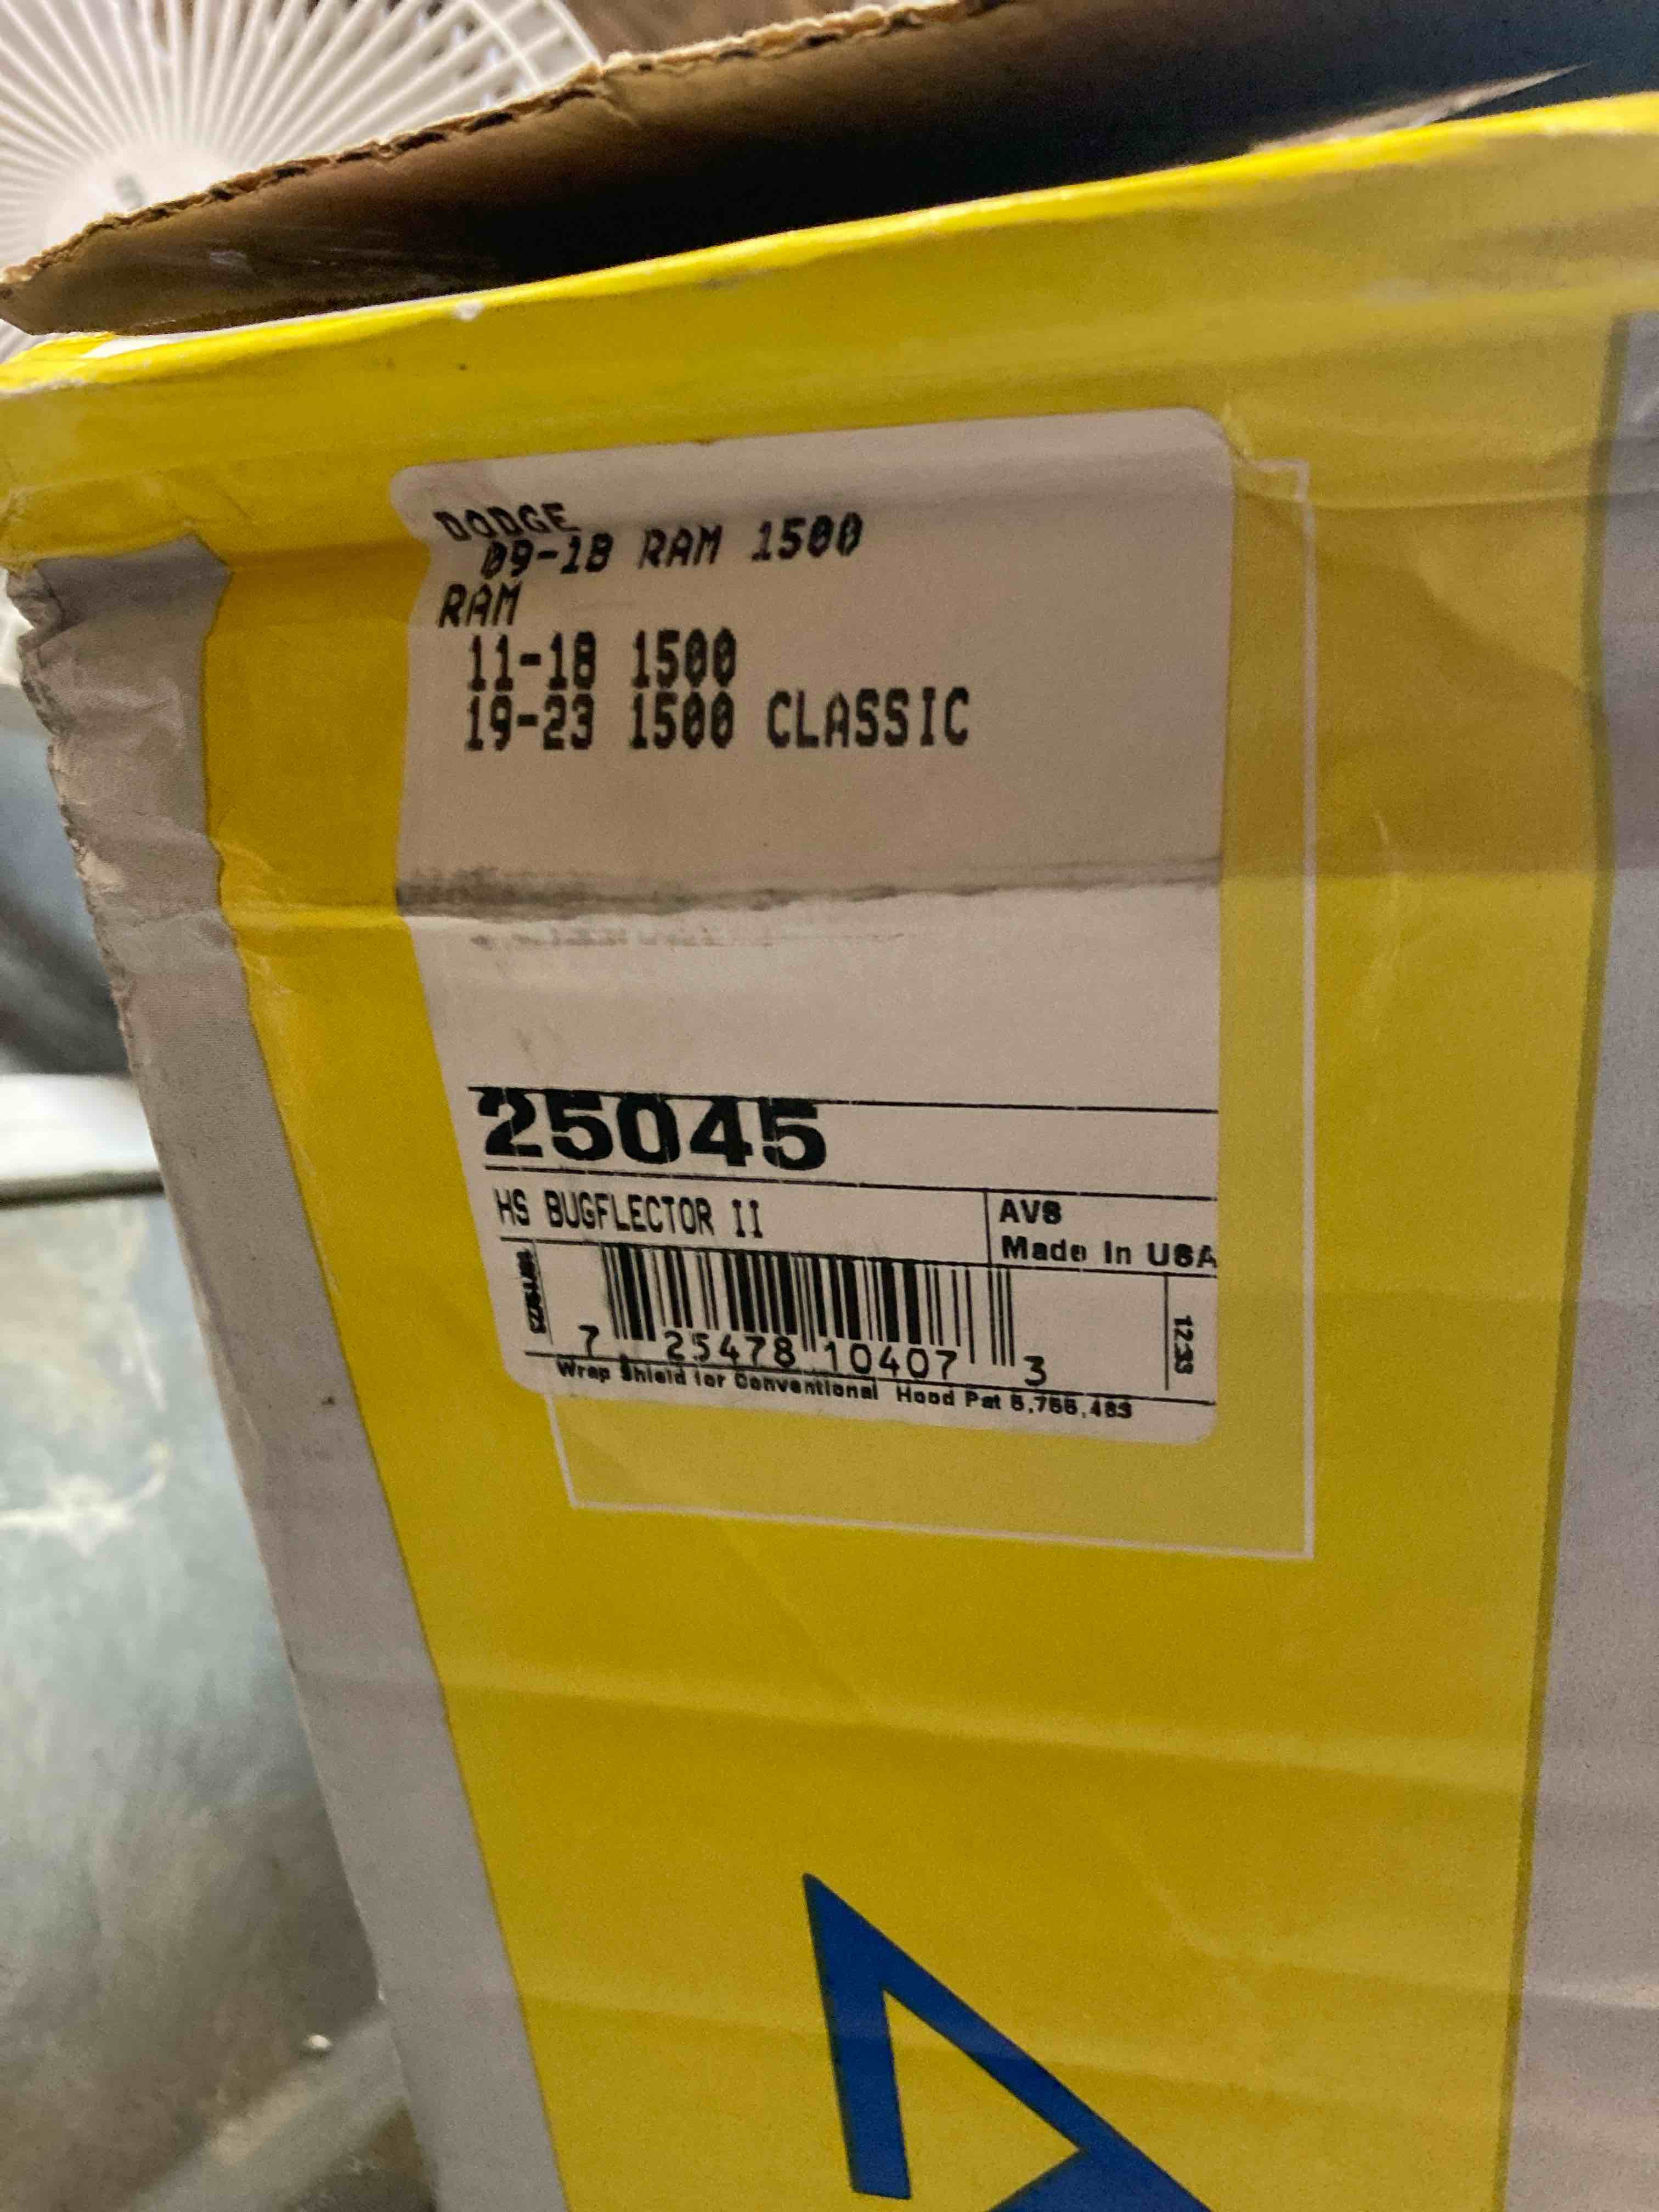 DODGE
09-18 RAM 1500
RAM
11-18 1500
19-23 1500 CLASSIC
25045
HS BUGFLECTOR II
AVS
Made In USA
7 25478 10407 3
Wrap Shield for Conventional Hood Pat